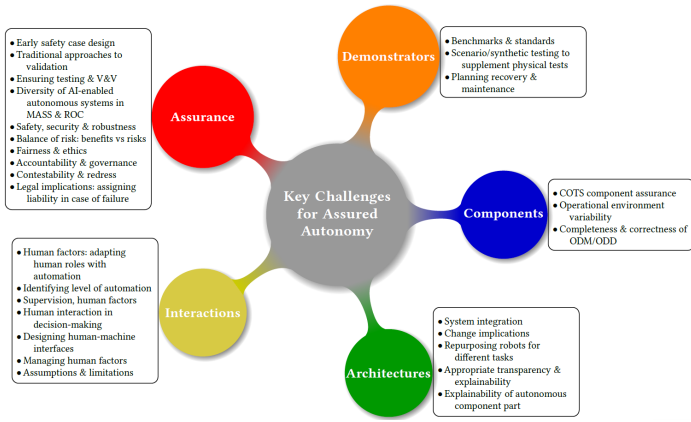 • Early safety case design
• Traditional approaches to
validation
• Ensuring testing & V&V
• Diversity of AI-enabled
autonomous systems in
MASS & ROC
• Safety, security & robustness
• Balance of risk: benefits vs risks
• Fairness & ethics
• Accountability & governance
• Contestability & redress
• Legal implications: assigning
liability in case of failure
Assurance
Demonstrators
• Benchmarks & standards
• Scenario/synthetic testing to
supplement physical tests
• Planning recovery &
maintenance
Key Challenges
for Assured
Autonomy
Components
• COTS component assurance
• Operational environment
variability
• Completeness & correctness of
ODM/ODD
• Human factors: adapting
human roles with
automation
• Identifying level of automation
• Supervision, human factors
• Human interaction in
decision-making
• Designing human-machine
interfaces
• Managing human factors
• Assumptions & limitations
Interactions
Architectures
• System integration
• Change implications
• Repurposing robots for
different tasks
• Appropriate transparency &
explainability
• Explainability of autonomous
component part